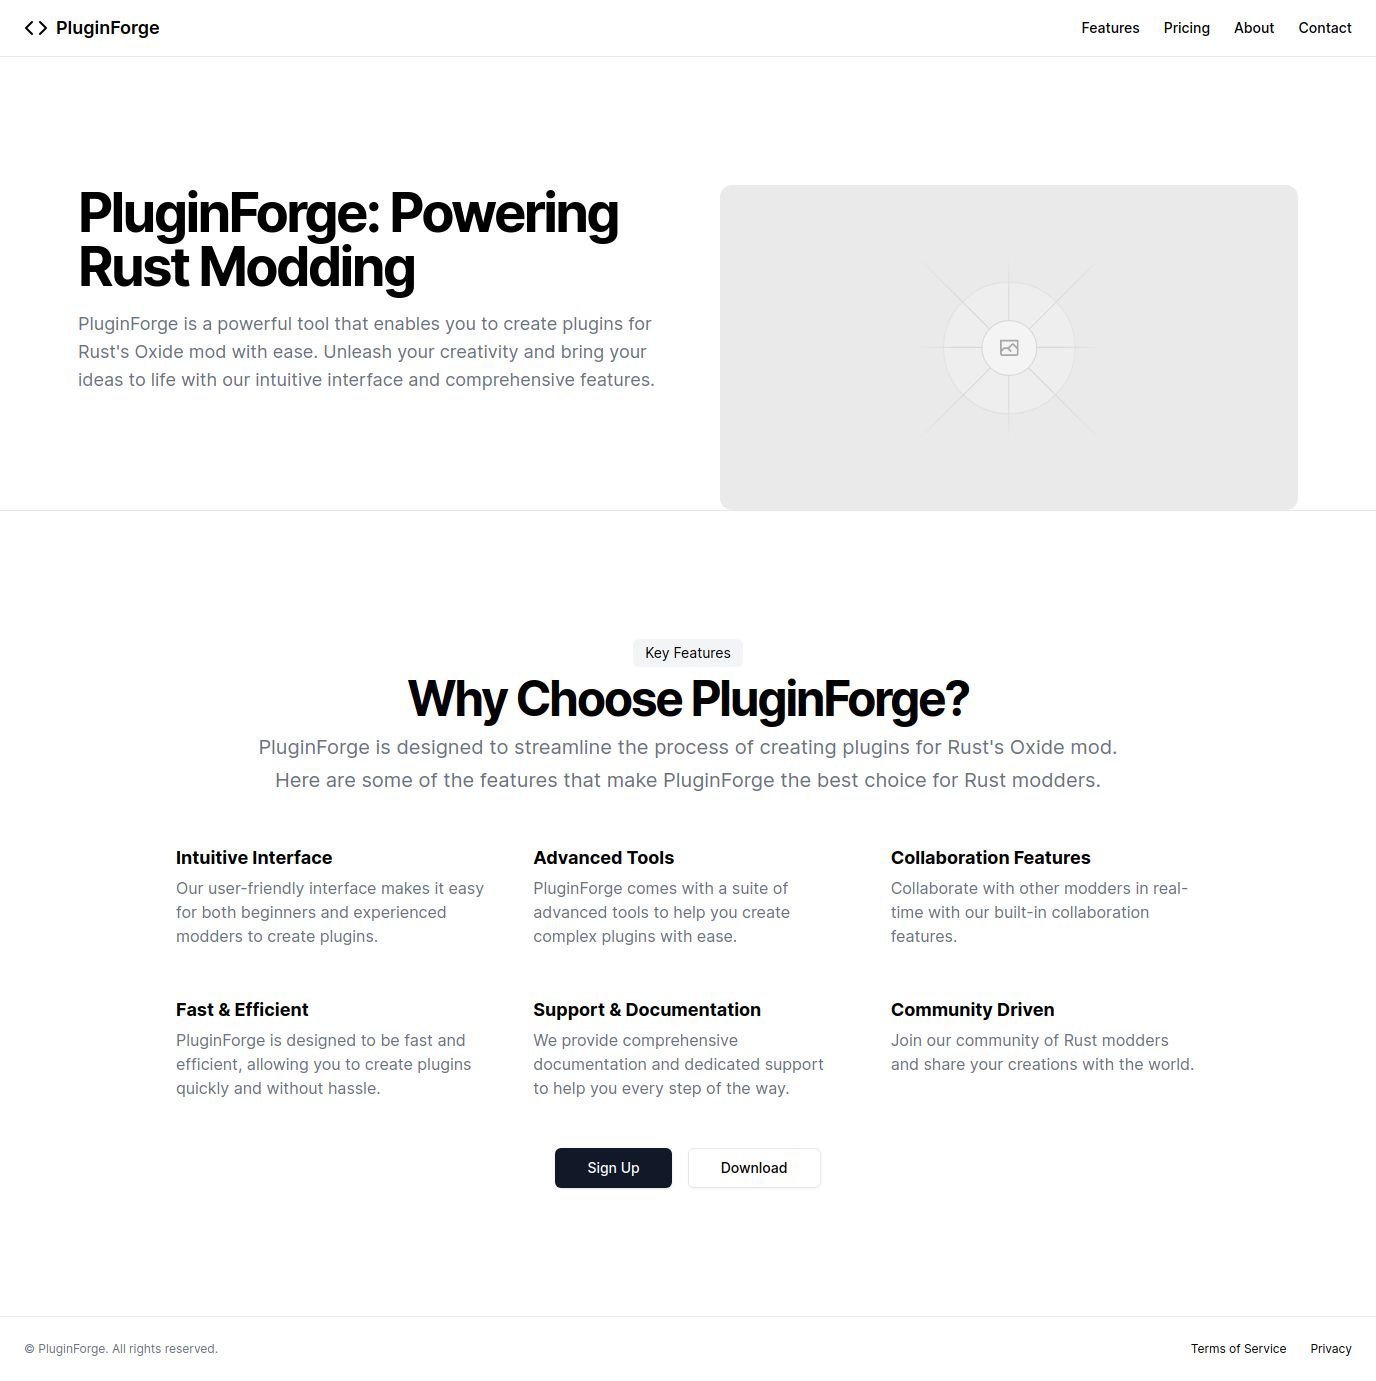 PluginForge
Features
Pricing
About
Contact
PluginForge: Powering
Rust Modding
PluginForge is a powerful tool that enables you to create plugins for
Rust's Oxide mod with ease. Unleash your creativity and bring your
ideas to life with our intuitive interface and comprehensive features.
Key Features
Why Choose PluginForge?
PluginForge is designed to streamline the process of creating plugins for Rust's Oxide mod.
Here are some of the features that make PluginForge the best choice for Rust modders.
Intuitive Interface
Our user-friendly interface makes it easy
for both beginners and experienced
modders to create plugins.
Advanced Tools
PluginForge comes with a suite of
advanced tools to help you create
complex plugins with ease.
Collaboration Features
Collaborate with other modders in real-
time with our built-in collaboration
features.
Fast & Efficient
PluginForge is designed to be fast and
efficient, allowing you to create plugins
quickly and without hassle.
Support & Documentation
We provide comprehensive
documentation and dedicated support
to help you every step of the way.
Community Driven
Join our community of Rust modders
and share your creations with the world.
Sign Up
Download
© PluginForge. All rights reserved.
Terms of Service
Privacy